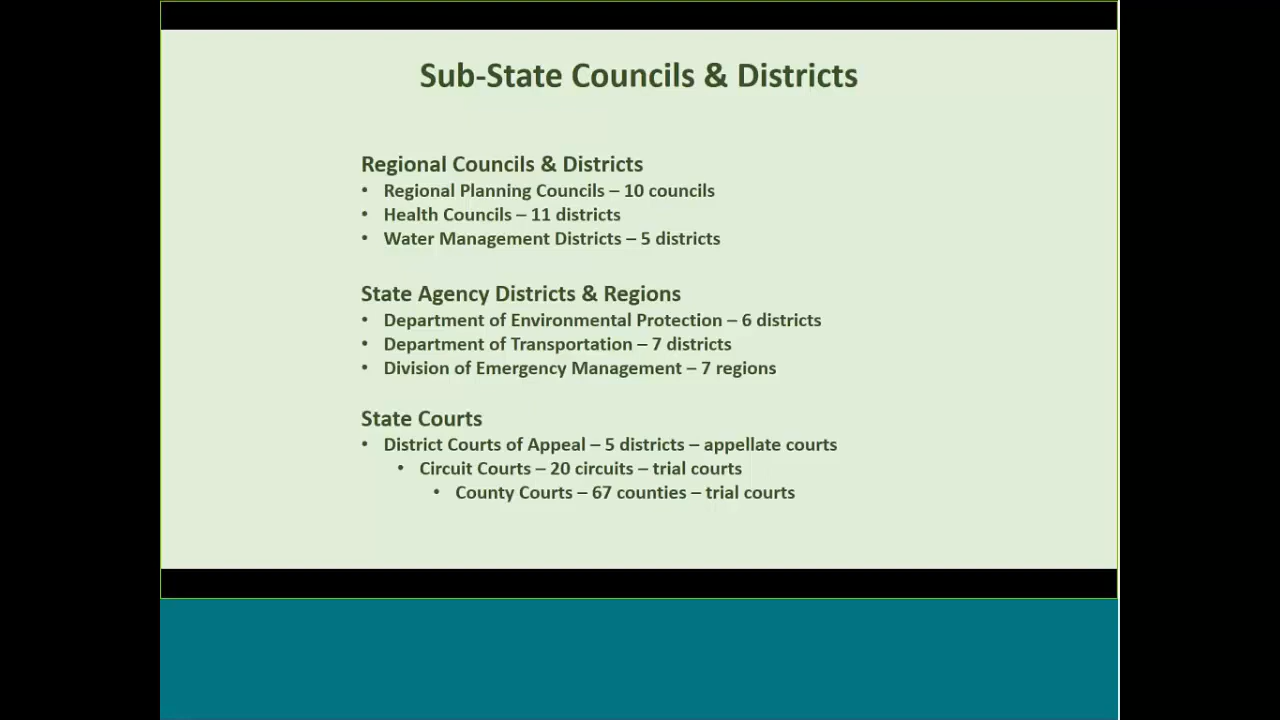 Sub-State Councils & Districts
Regional Councils & Districts
• Regional Planning Councils – 10 councils
• Health Councils – 11 districts
• Water Management Districts – 5 districts
State Agency Districts & Regions
• Department of Environmental Protection – 6 districts
• Department of Transportation – 7 districts
• Division of Emergency Management – 7 regions
State Courts
• District Courts of Appeal – 5 districts – appellate courts
• Circuit Courts – 20 circuits – trial courts
• County Courts – 67 counties – trial courts